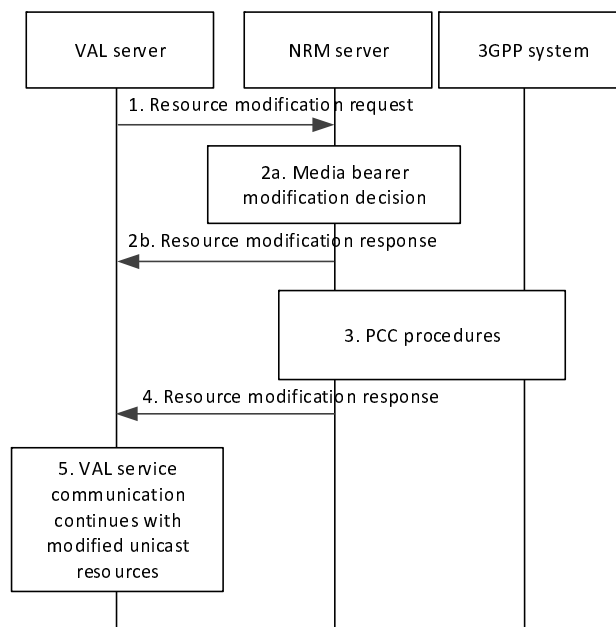 VAL server
NRM server
3GPP system
1. Resource modification request
2a. Media bearer
modification decision
2b. Resource modification response
3. PCC procedures
4. Resource modification response
5. VAL service
communication
continues with
modified unicast
resources